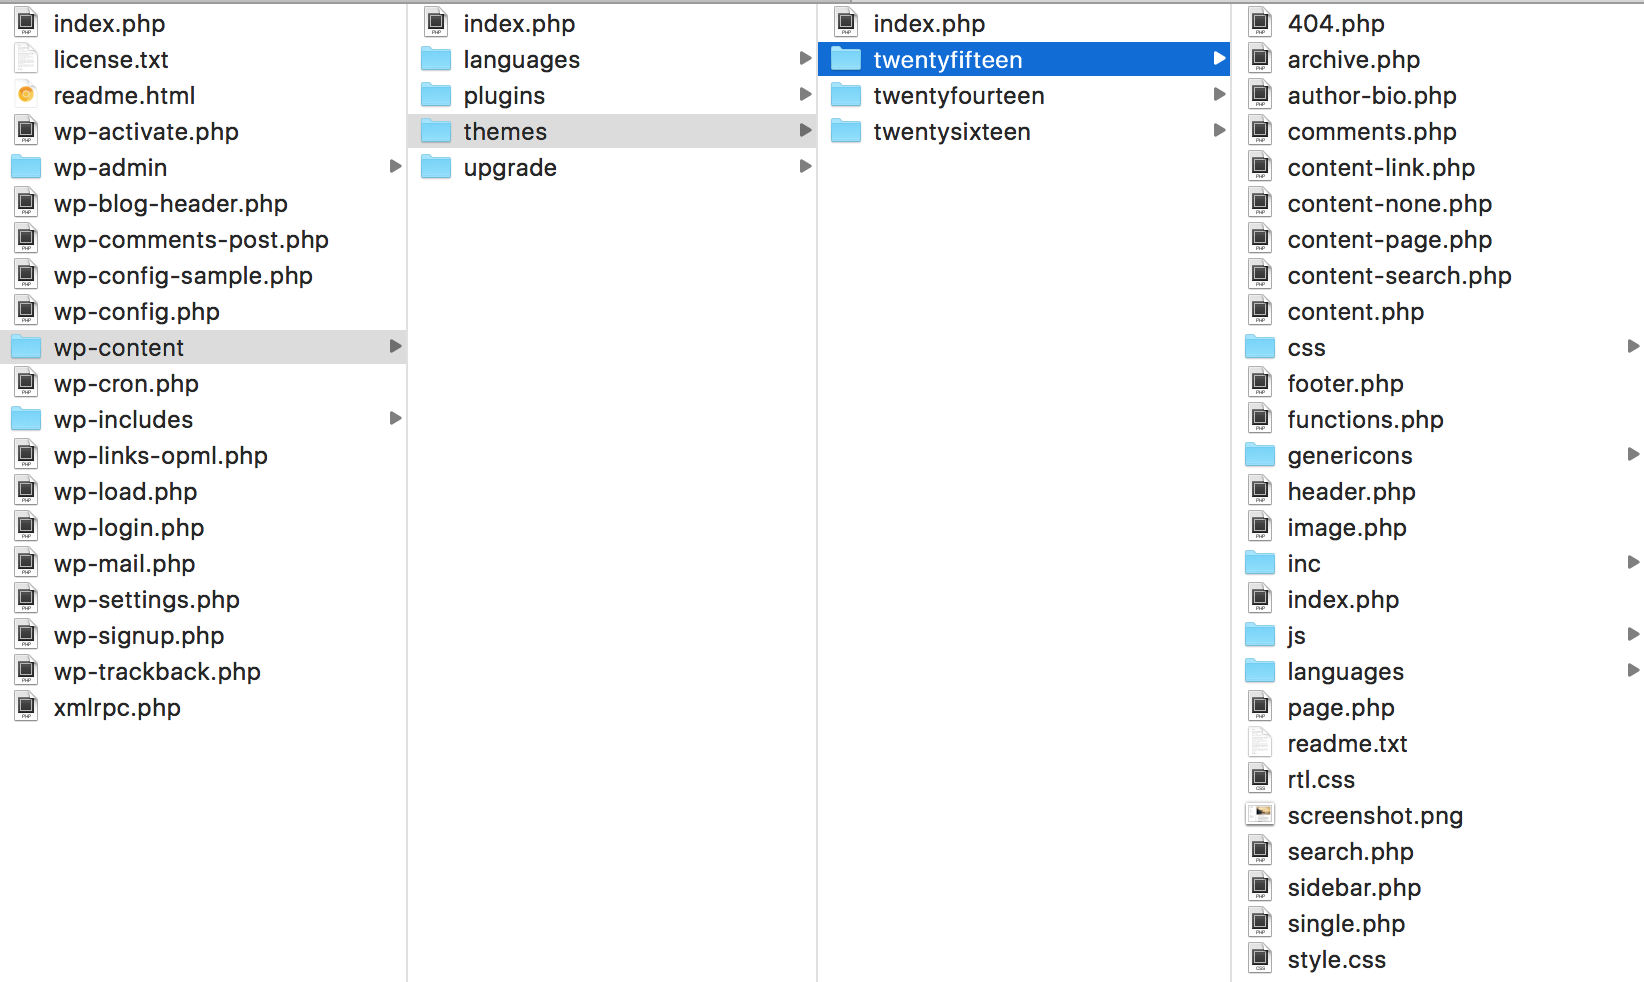 index.php
license.txt
readme.html
wp-activate.php
wp-admin
wp-blog-header.php
wp-comments-post.php
wp-config-sample.php
wp-config.php
wp-content
wp-cron.php
wp-includes
wp-links-opml.php
wp-load.php
wp-login.php
wp-mail.php
wp-settings.php
wp-signup.php
wp-trackback.php
xmlrpc.php
index.php
languages
plugins
themes
upgrade
index.php
twentyfifteen
twentyfourteen
twentysixteen
404.php
archive.php
author-bio.php
comments.php
content-link.php
content-none.php
content-page.php
content-search.php
content.php
css
footer.php
functions.php
genericons
header.php
image.php
inc
index.php
js
languages
page.php
readme.txt
rtl.css
screenshot.png
search.php
sidebar.php
single.php
style.css